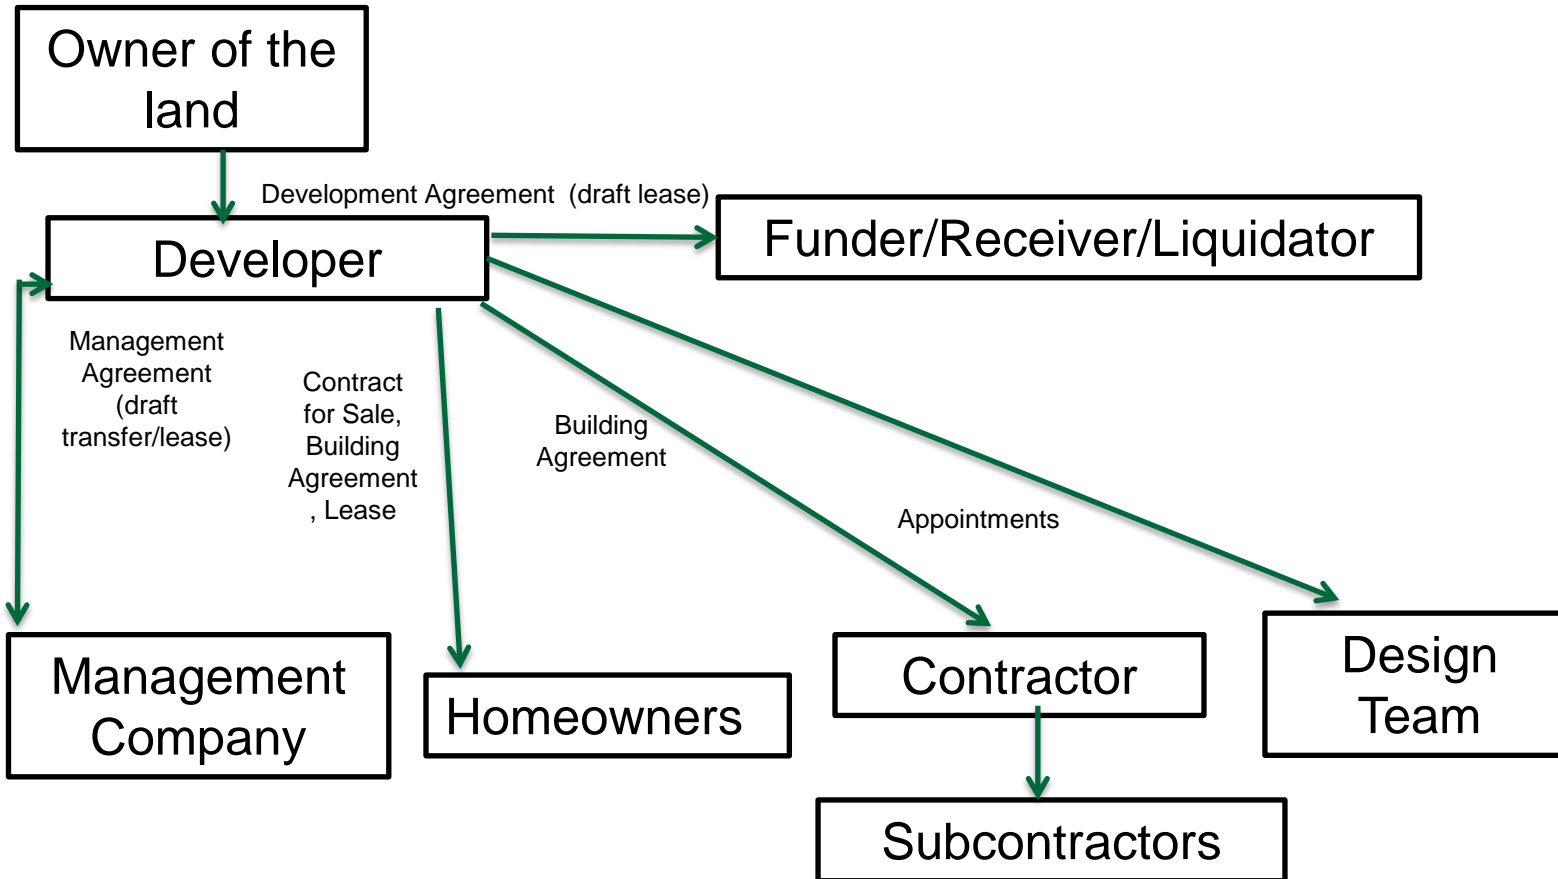 Owner of the
land
Development Agreement  (draft lease)
Developer
Funder/Receiver/Liquidator
Management
Agreement
(draft
transfer/lease)
Contract
for Sale,
Building
Agreement
, Lease
Building
Agreement
Appointments
Management
Company
Homeowners
Contractor
Design
Team
Subcontractors